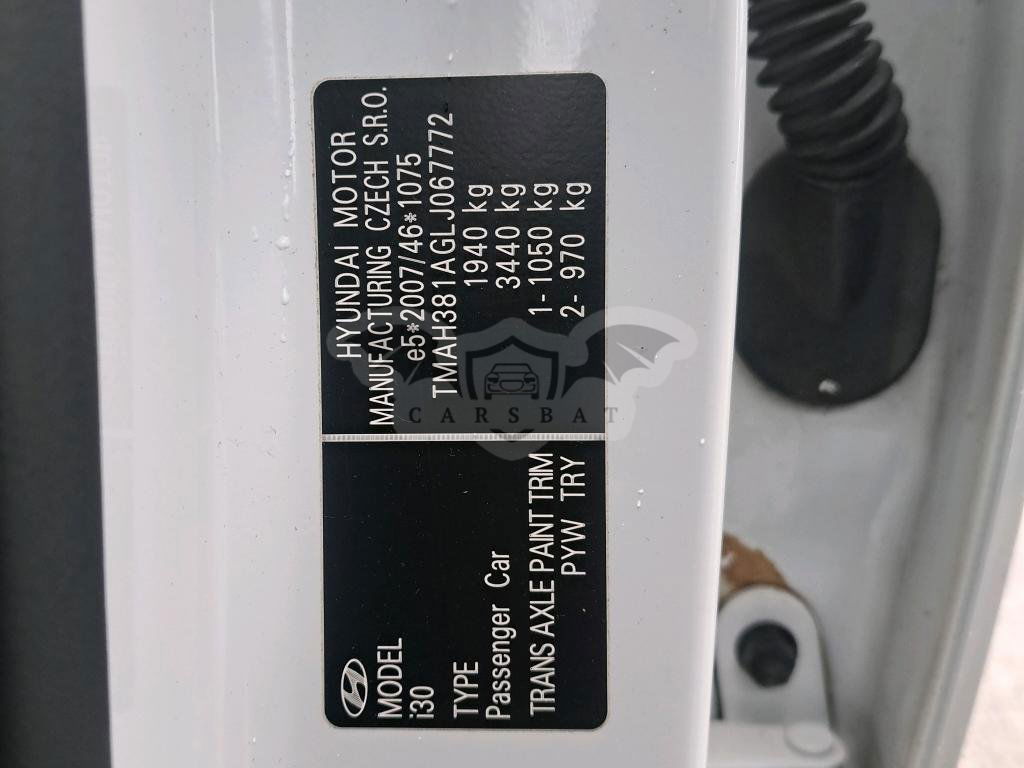 HYUNDAI MOTOR
MANUFACTURING CZECH S.R.O.
e5*2007/46*1075
TMAH381AGLJ067772
1940 kg
3440 kg
1- 1050 kg
2- 970 kg
MODEL
i30
TYPE
Passenger Car
TRANS AXLE PAINT TRIM
PYW TRY
CARSBAT